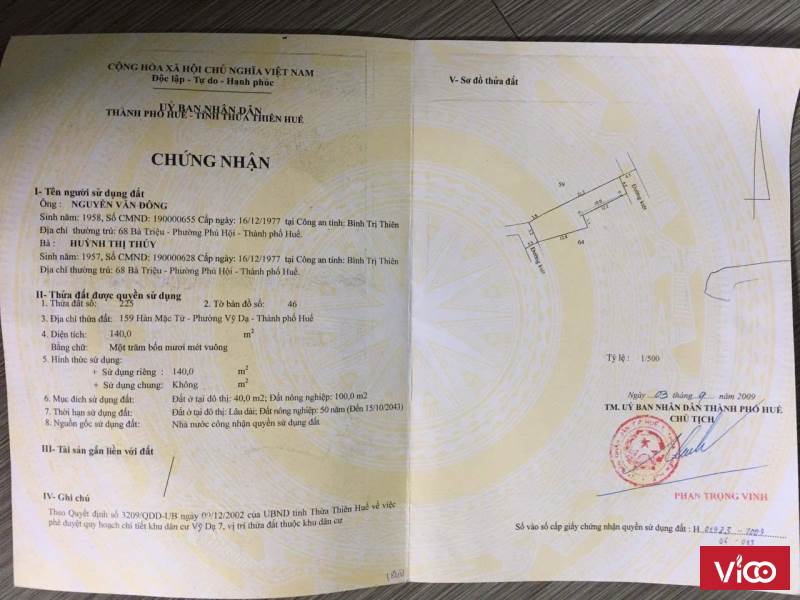 CỘNG HÒA XÃ HỘI CHỦ NGHĨA VIỆT NAM
Độc lập - Tự do - Hạnh phúc
UỶ BAN NHÂN DÂN
THÀNH PHỐ HUẾ - TỈNH THỪA THIÊN HUẾ
CHỨNG NHẬN
I- Tên người sử dụng đất
Ông : NGUYỄN VĂN ĐÔNG
Sinh năm: 1958, Số CMND: 190000655 Cấp ngày: 16/12/1977 tại Công an tỉnh: Bình Trị Thiên
Địa chỉ thường trú: 68 Bà Triệu - Phường Phú Hội - Thành phố Huế.
Bà : HUỲNH THỊ THỦY
Sinh năm: 1957, Số CMND: 190000628 Cấp ngày: 16/12/1977 tại Công an tỉnh: Bình Trị Thiên
Địa chỉ thường trú: 68 Bà Triệu - Phường Phú Hội - Thành phố Huế.
II- Thửa đất được quyền sử dụng
1. Thửa đất số: 225 2. Tờ bản đồ số: 46
3. Địa chỉ thửa đất: 159 Hàn Mặc Tử - Phường Vỹ Dạ - Thành phố Huế
4. Diện tích: 140,0 m2
Bằng chữ: Một trăm bốn mươi mét vuông
5. Hình thức sử dụng:
+ Sử dụng riêng : 140,0 m2
+ Sử dụng chung: Không m2
6. Mục đích sử dụng đất: Đất ở tại đô thị: 40,0 m2; Đất nông nghiệp: 100,0 m2
7. Thời hạn sử dụng đất: Đất ở tại đô thị: Lâu dài; Đất nông nghiệp: 50 năm (Đến 15/10/2043)
8. Nguồn gốc sử dụng đất: Nhà nước công nhận quyền sử dụng đất
III- Tài sản gắn liền với đất
IV- Ghi chú
Theo Quyết định số 3209/QĐD-UB ngày 09/12/2002 của UBND tỉnh Thừa Thiên Huế về việc
phê duyệt quy hoạch chi tiết khu dân cư Vỹ Dạ 7, vị trí thửa đất thuộc khu dân cư
V- Sơ đồ thửa đất
59
64
Đường kiệt
Đường kiệt
Tỷ lệ : 1/500
Ngày 03 tháng 9 năm 2009
TM. UỶ BAN NHÂN DÂN THÀNH PHỐ HUẾ
CHỦ TỊCH
PHAN TRỌNG VINH
Số vào sổ cấp giấy chứng nhận quyền sử dụng đất : H
VICO